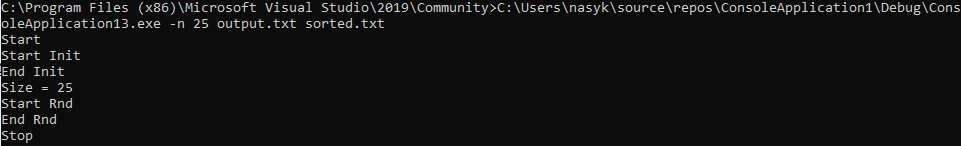 C:\Program Files (x86)\Microsoft Visual Studio\2019\Community>C:\Users\nasyk\source\repos\ConsoleApplication1\Debug\Cons
oleApplication13.exe -n 25 output.txt sorted.txt
Start
Start Init
End Init
Size = 25
Start Rnd
End Rnd
Stop